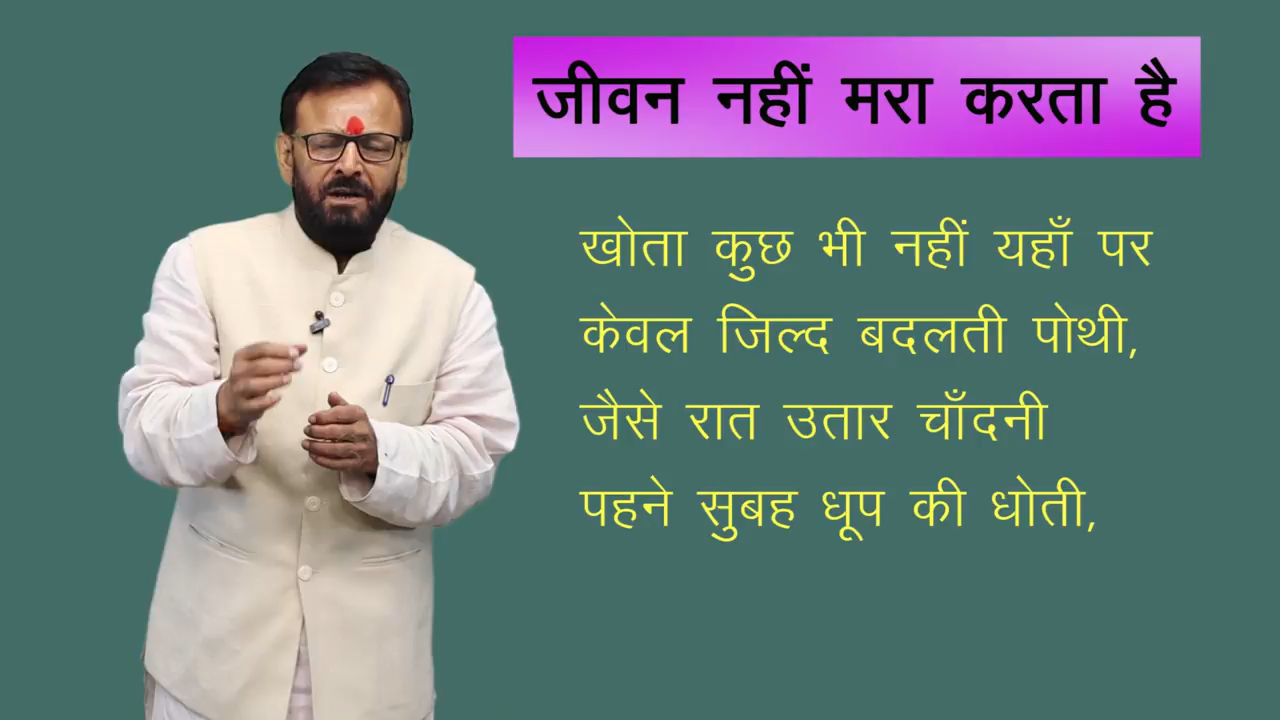 जीवन नहीं मरा करता है
खोता कुछ भी नहीं यहाँ पर
केवल जिल्द बदलती पोथी,
जैसे रात उतार चाँदनी
पहने सुबह धूप की धोती,